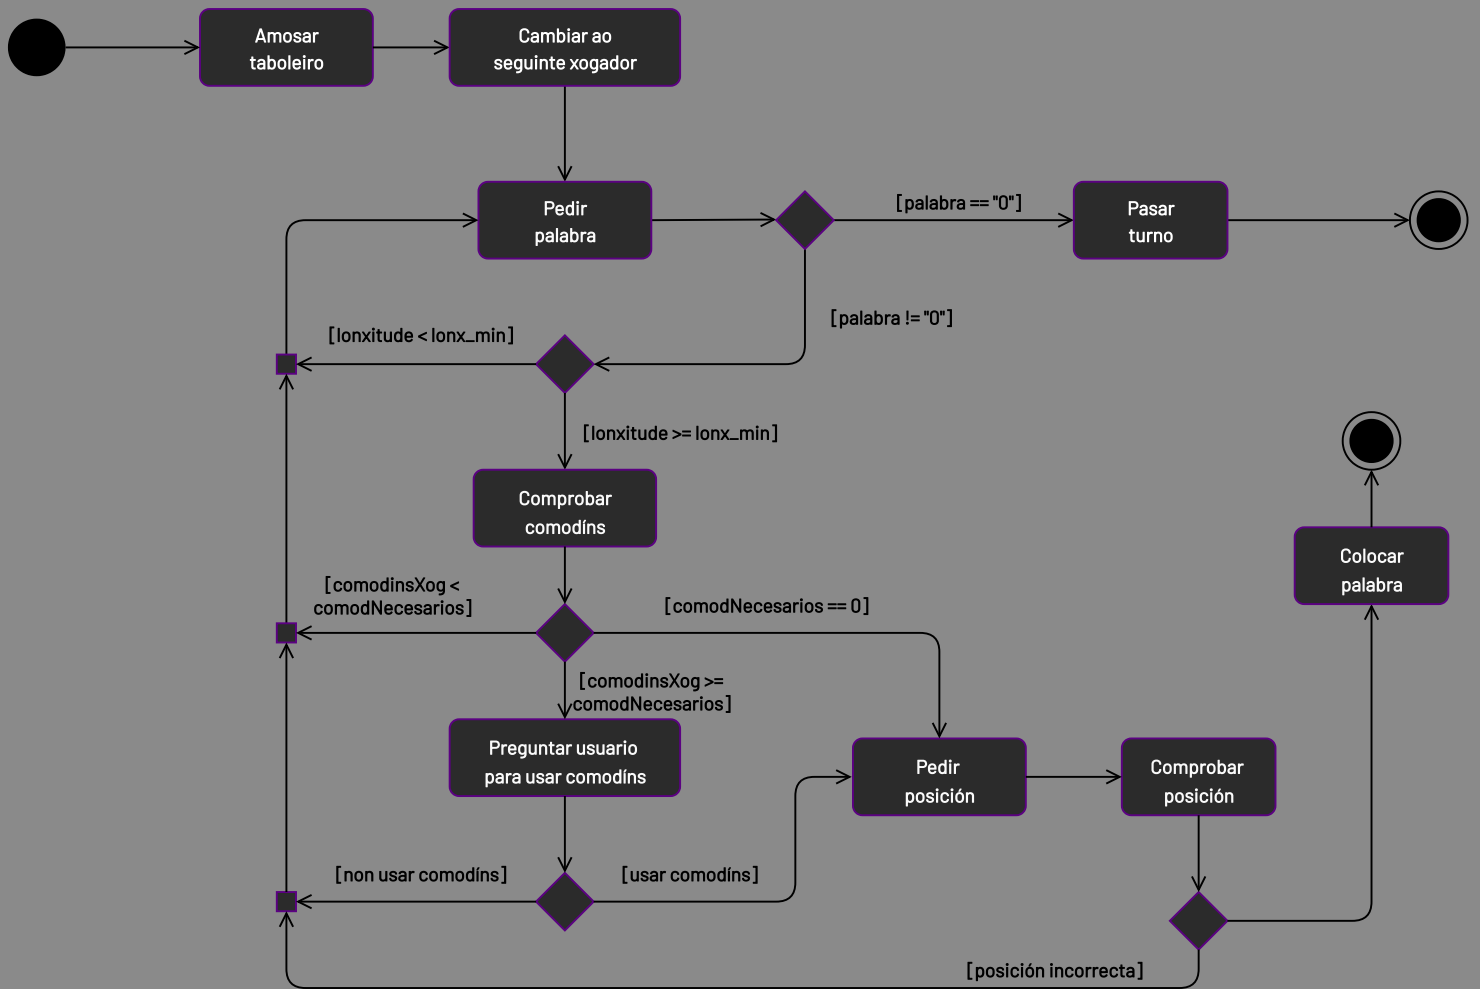 Amosar
taboleiro
Cambiar ao
seguinte xogador
Pedir
palabra
[palabra == "0"]
Pasar
turno
[palabra != "0"]
[lonxitude < lonx_min]
[lonxitude >= lonx_min]
Comprobar
comodíns
[comodinsXog <
comodNecesarios]
[comodNecesarios == 0]
Colocar
palabra
[comodinsXog >=
comodNecesarios]
Preguntar usuario
para usar comodíns
Pedir
posición
Comprobar
posición
[non usar comodíns]
[usar comodíns]
[posición incorrecta]